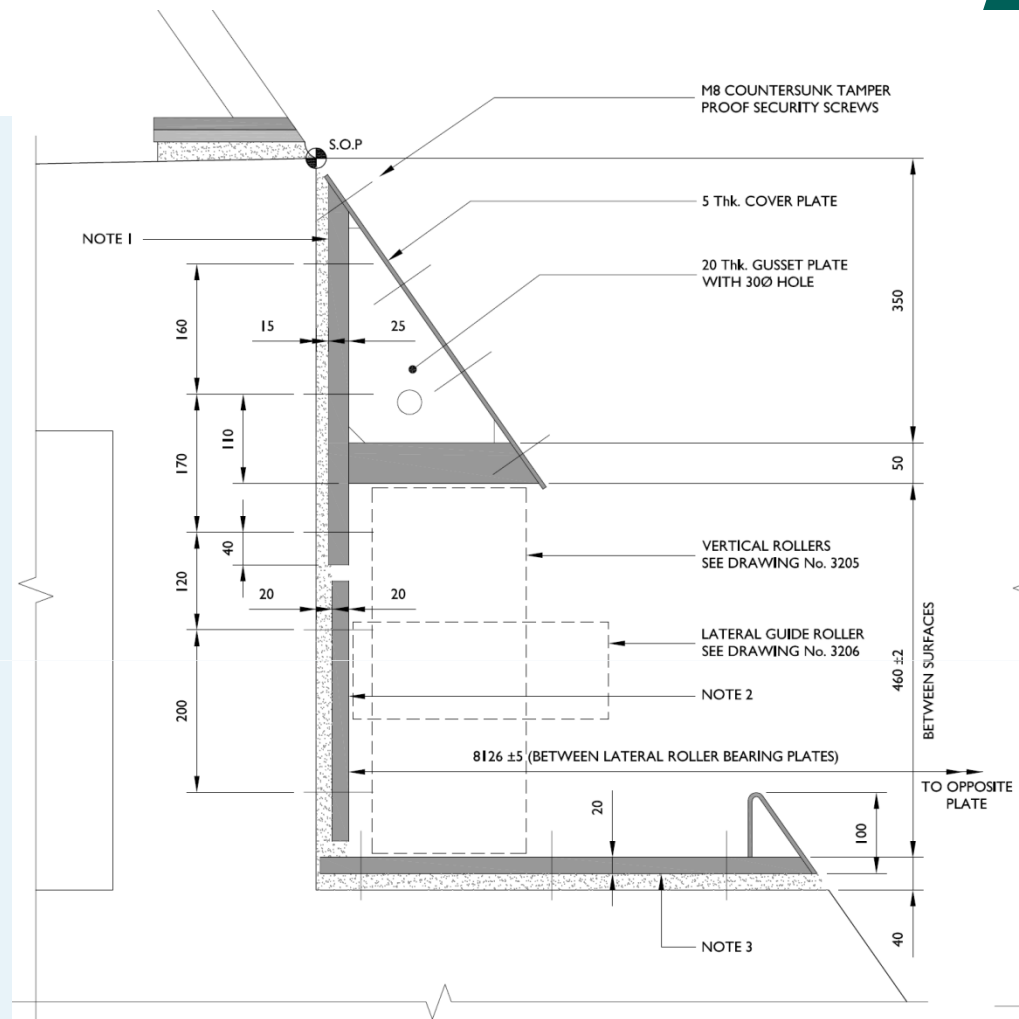 M8 COUNTERSUNK TAMPER
PROOF SECURITY SCREWS
S.O.P
5 Thk. COVER PLATE
NOTE 1
20 Thk. GUSSET PLATE
WITH 30Ø HOLE
350
160
15
25
110
170
50
40
VERTICAL ROLLERS
SEE DRAWING No. 3205
120
20
20
LATERAL GUIDE ROLLER
SEE DRAWING No. 3206
460 ±2
BETWEEN SURFACES
NOTE 2
200
8126 ±5 (BETWEEN LATERAL ROLLER BEARING PLATES)
TO OPPOSITE
PLATE
20
100
NOTE 3
40